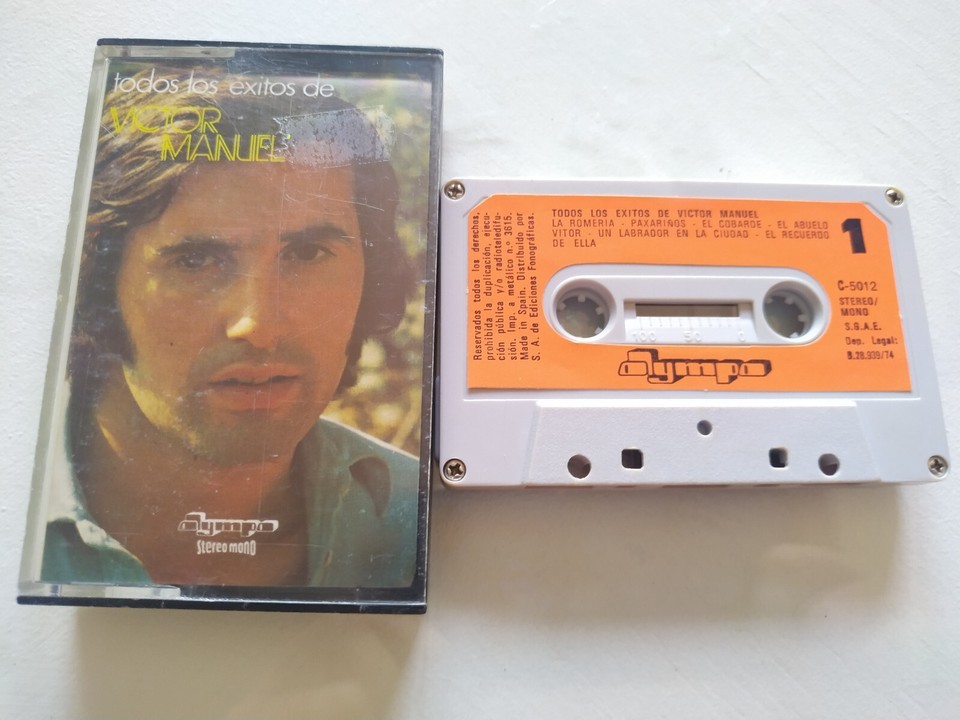 todos los exitos de
VICTOR
MANUEL
olympo
Stereo mono
Reservados todos los derechos,
prohibida la duplicación, ejecu-
ción pública y/o radioteledifu-
sión. Imp. a metálico n.º 3615.
Made in Spain. Distribuido por
S. A. de Ediciones Fonográficas.
TODOS LOS EXITOS DE VICTOR MANUEL
LA ROMERIA - PAXARIÑOS - EL COBARDE - EL ABUELO
VITOR - UN LABRADOR EN LA CIUDAD - EL RECUERDO
DE ELLA
1
C-5012
STEREO/
MONO
S.G.A.E.
Dep. Legal:
B.28.939/74
100 50 0
olympo